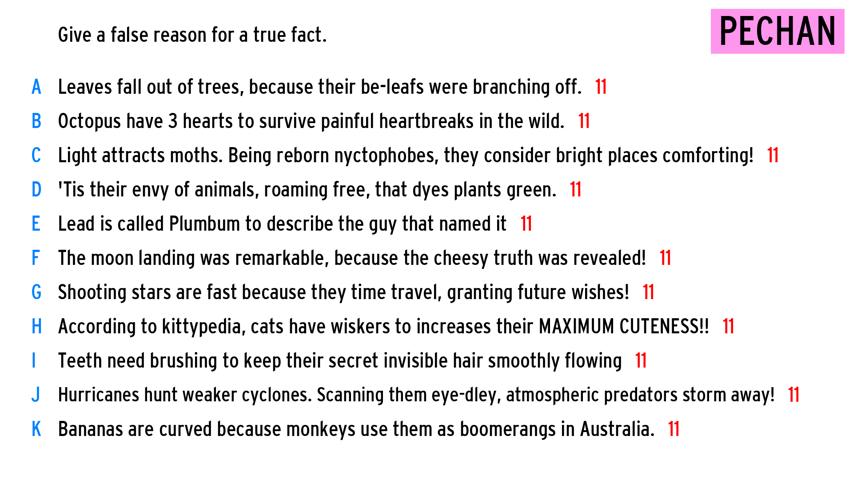 Give a false reason for a true fact.
PECHAN
A Leaves fall out of trees, because their be-leafs were branching off. 11
B Octopus have 3 hearts to survive painful heartbreaks in the wild. 11
C Light attracts moths. Being reborn nyctophobes, they consider bright places comforting! 11
D 'Tis their envy of animals, roaming free, that dyes plants green. 11
E Lead is called Plumbum to describe the guy that named it 11
F The moon landing was remarkable, because the cheesy truth was revealed! 11
G Shooting stars are fast because they time travel, granting future wishes! 11
H According to kittypedia, cats have wiskers to increases their MAXIMUM CUTENESS!! 11
I Teeth need brushing to keep their secret invisible hair smoothly flowing 11
J Hurricanes hunt weaker cyclones. Scanning them eye-dley, atmospheric predators storm away! 11
K Bananas are curved because monkeys use them as boomerangs in Australia. 11